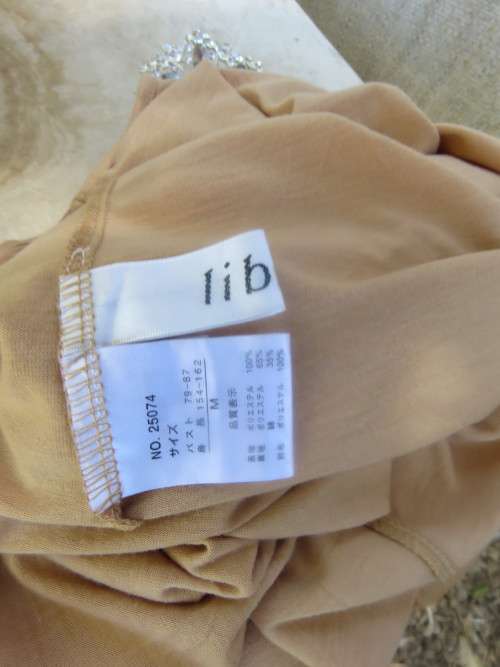 lib
NO. 25074
サイズ
バスト 79-87
身 長 154-162
M
品質表示
ポリエステル 100%
ポリエステル 65%
綿 35%
別布 ポリエステル 100%